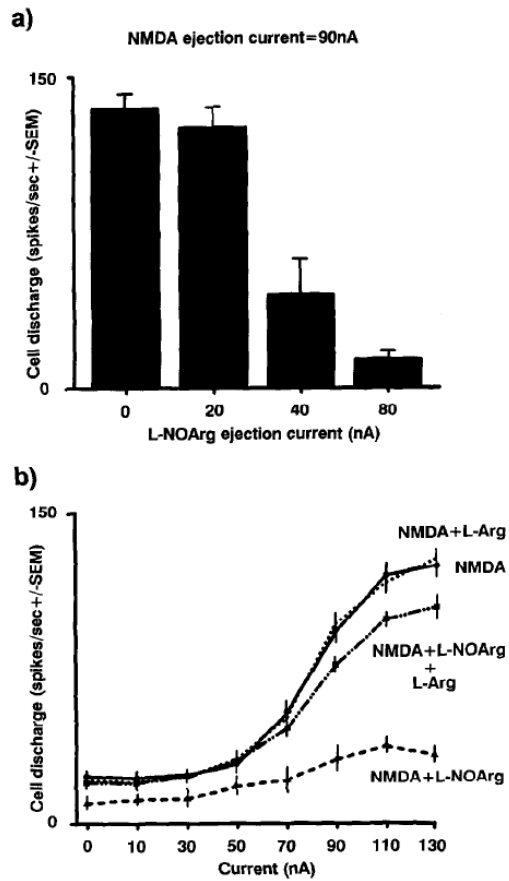 a)
NMDA ejection current=90nA
150
Cell discharge (spikes/sec+/-SEM)
0
0 20 40 80
L-NOArg ejection current (nA)
b)
150
Cell discharge (spikes/sec+/-SEM)
NMDA+L-Arg
NMDA
NMDA+L-NOArg
+
L-Arg
NMDA+L-NOArg
0
0 10 30 50 70 90 110 130
Current (nA)